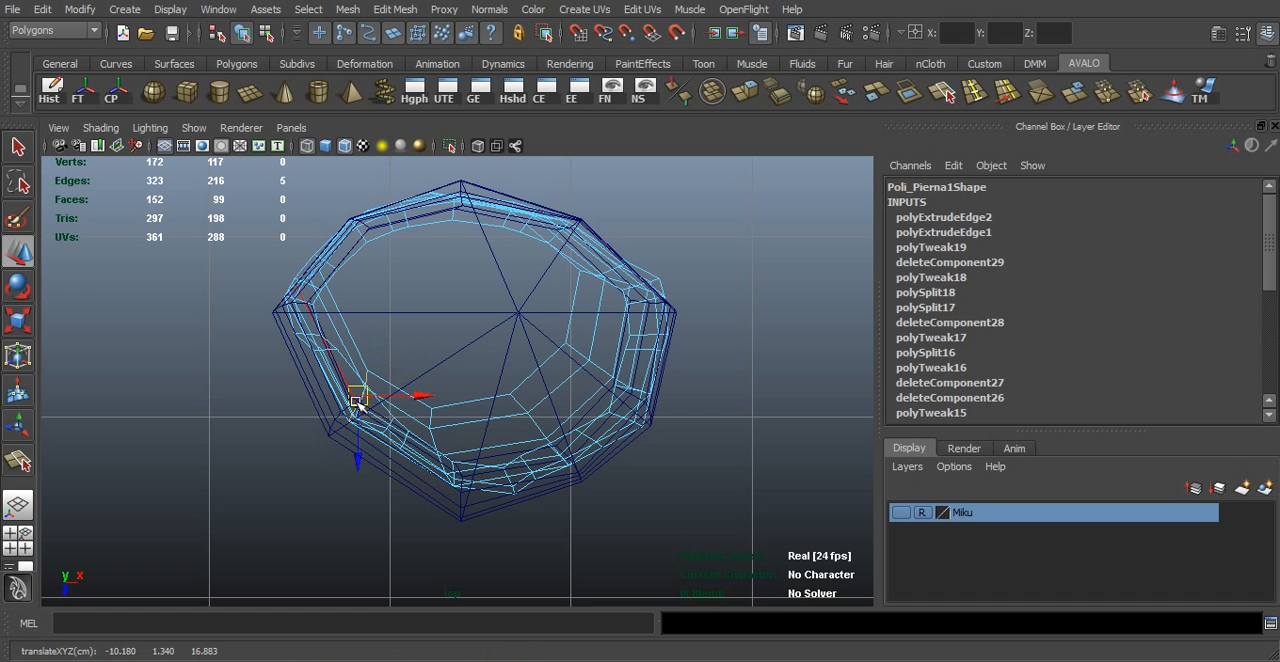 File Edit Modify Create Display Window Assets Select Mesh Edit Mesh Proxy Normals Color Create UVs Edit UVs Muscle OpenFlight Help
Polygons X: Y: Z:
General Curves Surfaces Polygons Subdivs Deformation Animation Dynamics Rendering PaintEffects Toon Muscle Fluids Fur Hair nCloth Custom DMM AVALO
Hist FT CP Hgph UTE GE Hshd CE EE FN NS TM
View Shading Lighting Show Renderer Panels
Channel Box / Layer Editor
Verts: 172 117 0
Edges: 323 216 5
Faces: 152 99 0
Tris: 297 198 0
UVs: 361 288 0
Channels Edit Object Show
Poli_Pierna1Shape
INPUTS
polyExtrudeEdge2
polyExtrudeEdge1
polyTweak19
deleteComponent29
polyTweak18
polySplit18
polySplit17
deleteComponent28
polyTweak17
polySplit16
polyTweak16
deleteComponent27
deleteComponent26
polyTweak15
Display Render Anim
Layers Options Help
R Miku
Real [24 fps]
No Character
No Solver
y x
top
MEL
translateXYZ(cm): -10.180 1.340 16.883